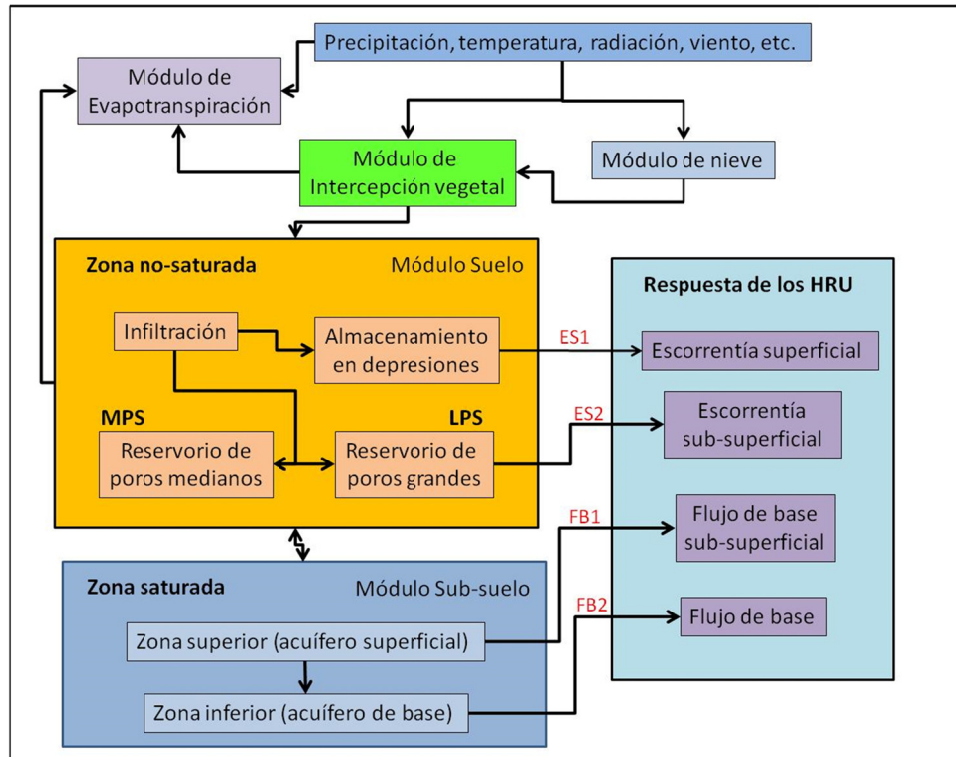 Precipitación, temperatura, radiación, viento, etc.
Módulo de
Evapotranspiración
Módulo de
Intercepción vegetal
Módulo de nieve
Zona no-saturada
Módulo Suelo
Infiltración
Almacenamiento
en depresiones
MPS
LPS
Reservorio de
poros medianos
Reservorio de
poros grandes
ES1
ES2
FB1
FB2
Respuesta de los HRU
Escorrentía superficial
Escorrentía
sub-superficial
Flujo de base
sub-superficial
Flujo de base
Zona saturada
Módulo Sub-suelo
Zona superior (acuífero superficial)
Zona inferior (acuífero de base)